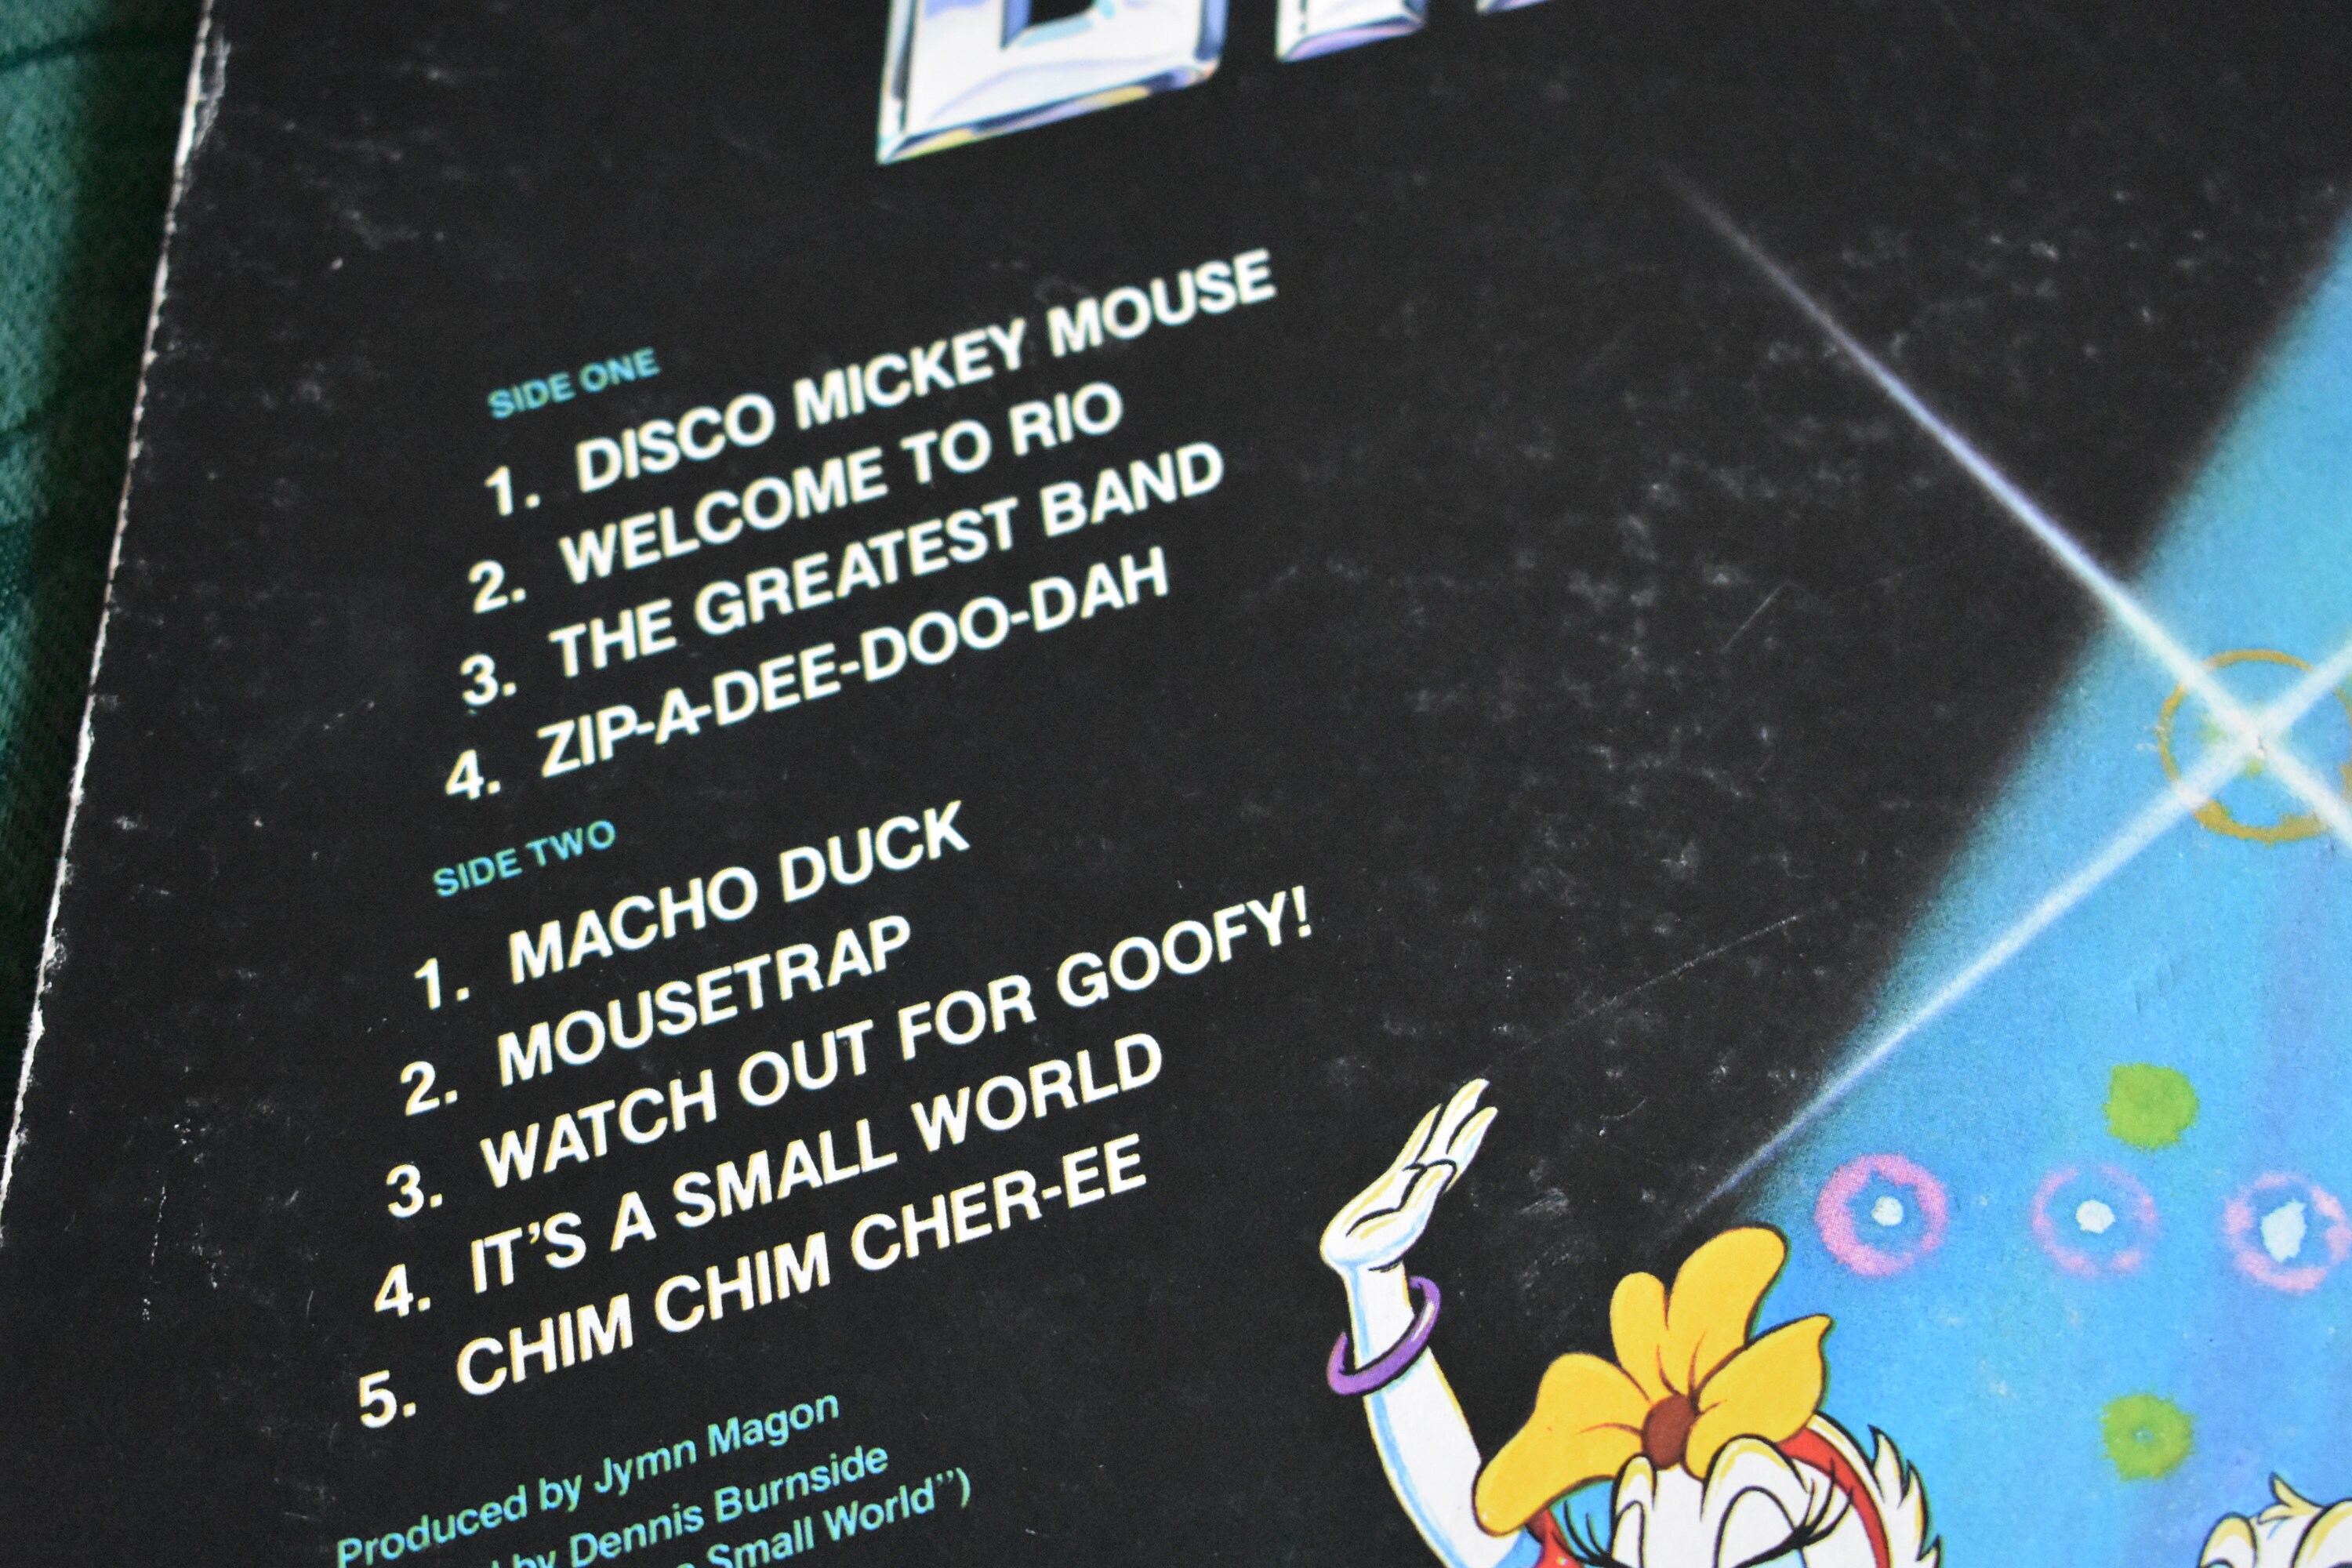 SIDE ONE
1. DISCO MICKEY MOUSE
2. WELCOME TO RIO
3. THE GREATEST BAND
4. ZIP-A-DEE-DOO-DAH
SIDE TWO
1. MACHO DUCK
2. MOUSETRAP
3. WATCH OUT FOR GOOFY!
4. IT'S A SMALL WORLD
5. CHIM CHIM CHER-EE
Produced by Jymn Magon
by Dennis Burnside
Small World")